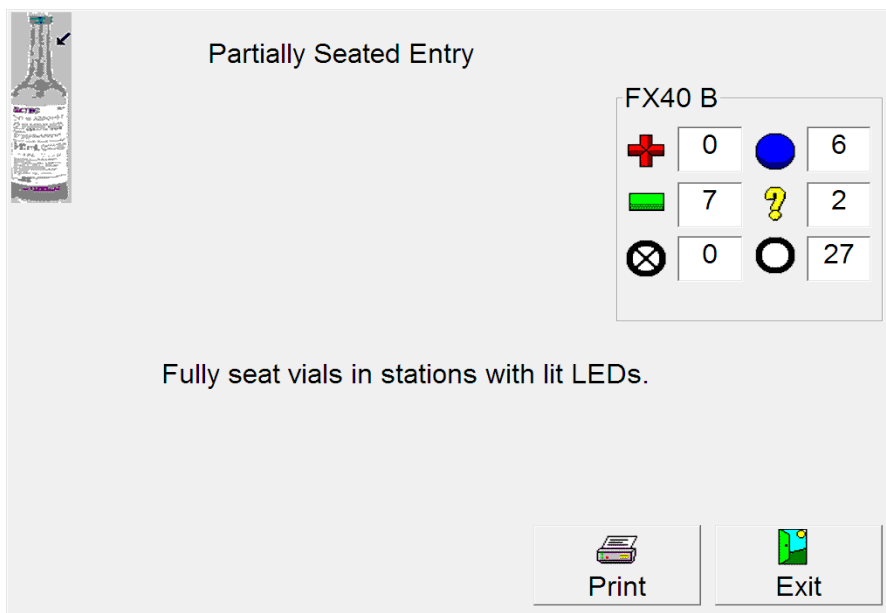 Partially Seated Entry
FX40 B
0 6
7 2
0 27
Fully seat vials in stations with lit LEDs.
Print Exit